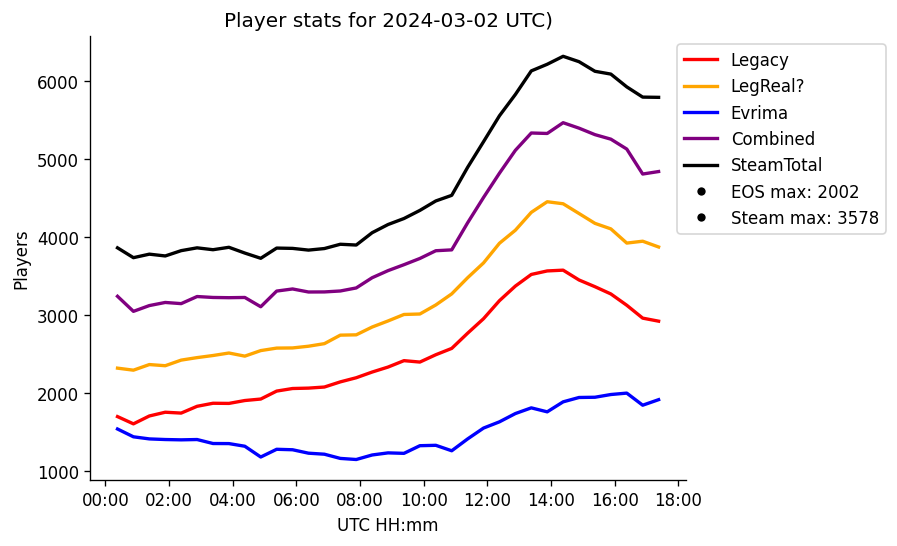 Player stats for 2024-03-02 UTC)
Legacy
LegReal?
Evrima
Combined
SteamTotal
EOS max: 2002
Steam max: 3578
Players
6000
5000
4000
3000
2000
1000
00:00 02:00 04:00 06:00 08:00 10:00 12:00 14:00 16:00 18:00
UTC HH:mm